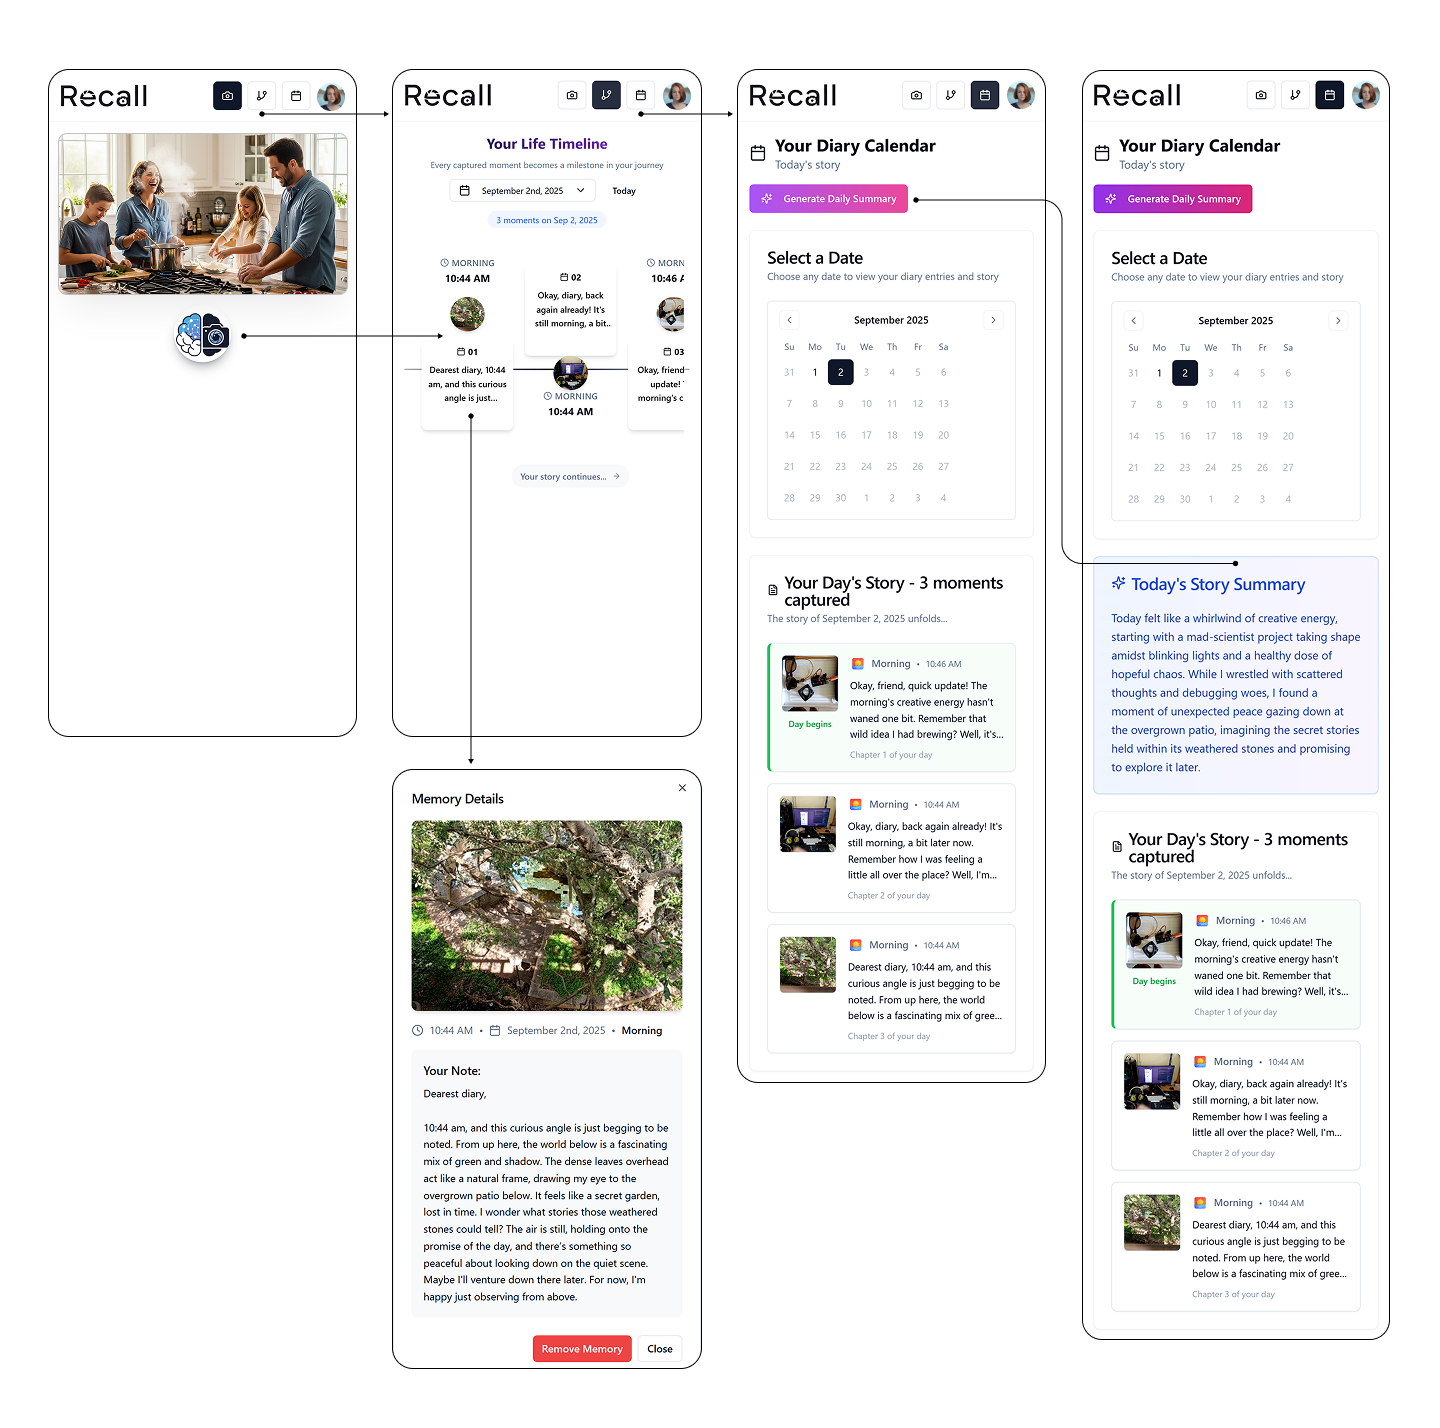 Recall
Recall
Your Life Timeline
Every captured moment becomes a milestone in your journey
September 2nd, 2025
Today
3 moments on Sep 2, 2025
MORNING
10:44 AM
01
Dearest diary, 10:44
am, and this curious
angle is just...
02
Okay, diary, back
again already! It's
still morning, a bit..
MORNING
10:44 AM
MORN
10:46 A
03
Okay, friend
update!
morning's c
Your story continues...
Memory Details
10:44 AM • September 2nd, 2025 • Morning
Your Note:
Dearest diary,
10:44 am, and this curious angle is just begging to be
noted. From up here, the world below is a fascinating
mix of green and shadow. The dense leaves overhead
act like a natural frame, drawing my eye to the
overgrown patio below. It feels like a secret garden,
lost in time. I wonder what stories those weathered
stones could tell? The air is still, holding onto the
promise of the day, and there's something so
peaceful about looking down on the quiet scene.
Maybe I'll venture down there later. For now, I'm
happy just observing from above.
Remove Memory
Close
Recall
Your Diary Calendar
Today's story
Generate Daily Summary
Select a Date
Choose any date to view your diary entries and story
September 2025
Su Mo Tu We Th Fr Sa
31 1 2 3 4 5 6
7 8 9 10 11 12 13
14 15 16 17 18 19 20
21 22 23 24 25 26 27
28 29 30 1 2 3 4
Your Day's Story - 3 moments
captured
The story of September 2, 2025 unfolds...
Morning • 10:46 AM
Okay, friend, quick update! The
morning's creative energy hasn't
waned one bit. Remember that
wild idea I had brewing? Well, it's...
Day begins
Chapter 1 of your day
Morning • 10:44 AM
Okay, diary, back again already! It's
still morning, a bit later now.
Remember how I was feeling a
little all over the place? Well, I'm...
Chapter 2 of your day
Morning • 10:44 AM
Dearest diary, 10:44 am, and this
curious angle is just begging to be
noted. From up here, the world
below is a fascinating mix of gree...
Chapter 3 of your day
Recall
Your Diary Calendar
Today's story
Generate Daily Summary
Select a Date
Choose any date to view your diary entries and story
September 2025
Su Mo Tu We Th Fr Sa
31 1 2 3 4 5 6
7 8 9 10 11 12 13
14 15 16 17 18 19 20
21 22 23 24 25 26 27
28 29 30 1 2 3 4
Today's Story Summary
Today felt like a whirlwind of creative energy,
starting with a mad-scientist project taking shape
amidst blinking lights and a healthy dose of
hopeful chaos. While I wrestled with scattered
thoughts and debugging woes, I found a
moment of unexpected peace gazing down at
the overgrown patio, imagining the secret stories
held within its weathered stones and promising
to explore it later.
Your Day's Story - 3 moments
captured
The story of September 2, 2025 unfolds...
Morning • 10:46 AM
Okay, friend, quick update! The
morning's creative energy hasn't
waned one bit. Remember that
wild idea I had brewing? Well, it's...
Day begins
Chapter 1 of your day
Morning • 10:44 AM
Okay, diary, back again already! It's
still morning, a bit later now.
Remember how I was feeling a
little all over the place? Well, I'm...
Chapter 2 of your day
Morning • 10:44 AM
Dearest diary, 10:44 am, and this
curious angle is just begging to be
noted. From up here, the world
below is a fascinating mix of gree...
Chapter 3 of your day